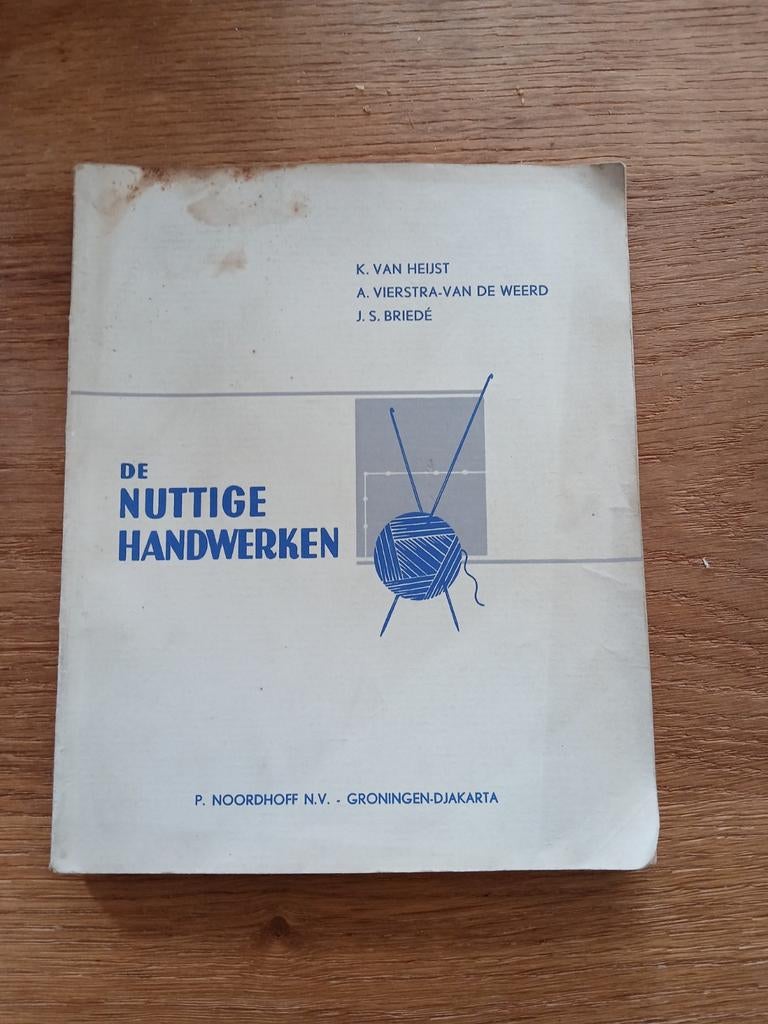 K. VAN HEIJST
A. VIERSTRA-VAN DE WEERD
J. S. BRIEDÉ
DE
NUTTIGE
HANDWERKEN
P. NOORDHOFF N.V. - GRONINGEN-DJAKARTA